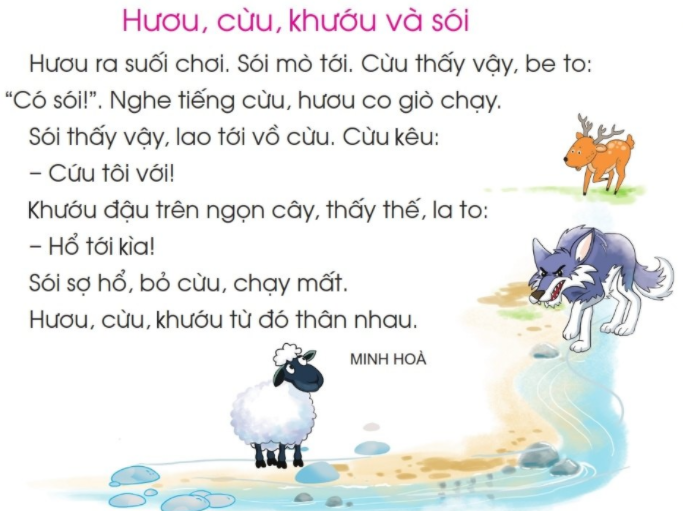 Hươu, cừu, khướu và sói
Hươu ra suối chơi. Sói mò tới. Cừu thấy vậy, be to:
“Có sói!”. Nghe tiếng cừu, hươu co giò chạy.
Sói thấy vậy, lao tới vồ cừu. Cừu kêu:
– Cứu tôi với!
Khướu đậu trên ngọn cây, thấy thế, la to:
– Hổ tới kìa!
Sói sợ hổ, bỏ cừu, chạy mất.
Hươu, cừu, khướu từ đó thân nhau.
MINH HOÀ